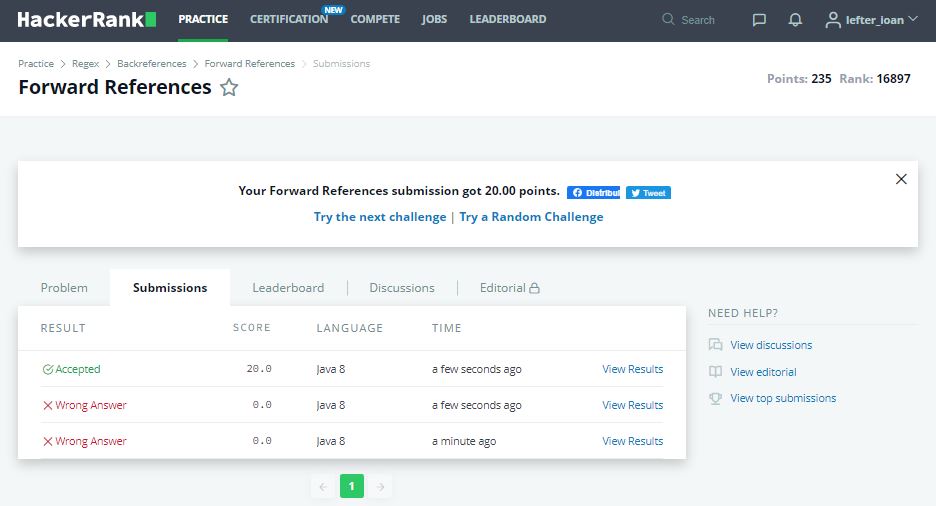 HackerRank PRACTICE CERTIFICATION NEW COMPETE JOBS LEADERBOARD Search lefter_ioan
Practice > Regex > Backreferences > Forward References > Submissions
Forward References
Points: 235 Rank: 16897
Your Forward References submission got 20.00 points. Distribui Tweet
Try the next challenge | Try a Random Challenge
Problem Submissions Leaderboard Discussions Editorial
RESULT SCORE LANGUAGE TIME
Accepted 20.0 Java 8 a few seconds ago View Results
Wrong Answer 0.0 Java 8 a few seconds ago View Results
Wrong Answer 0.0 Java 8 a minute ago View Results
1
NEED HELP?
View discussions
View editorial
View top submissions